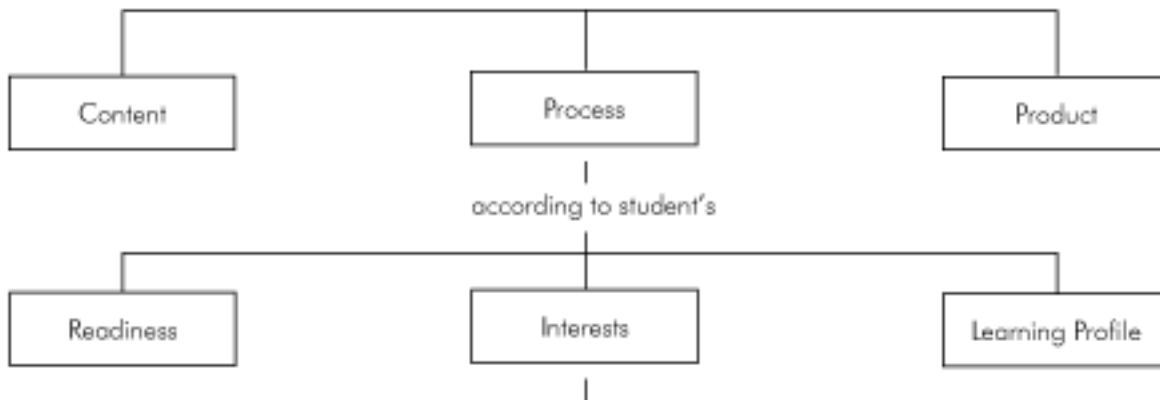 Content
Process
Product
according to student's
Readiness
Interests
Learning Profile